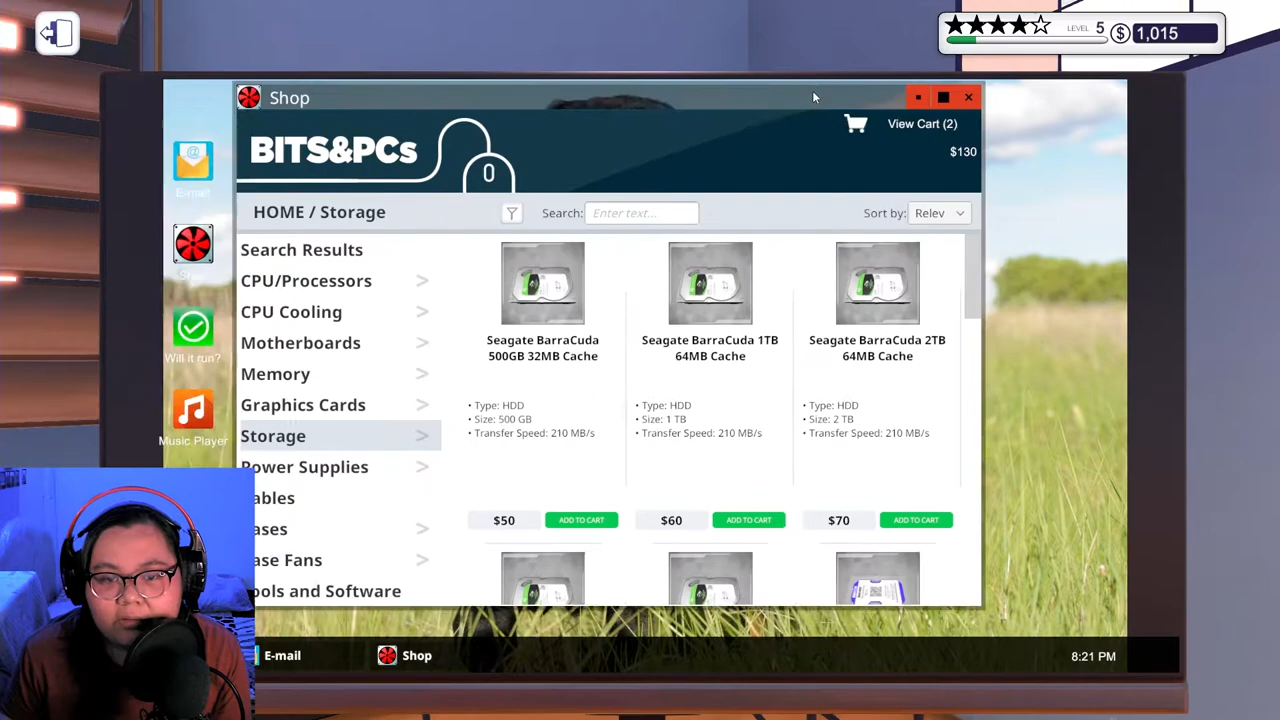 LEVEL 5 $ 1,015
Shop
BITS&PCs
View Cart (2)
$130
HOME / Storage
Search:
Enter text...
Sort by:
Relev
E-mail
Will it run?
Music Player
Search Results
CPU/Processors >
CPU Cooling >
Motherboards >
Memory >
Graphics Cards >
Storage >
Power Supplies >
ables
ases >
ase Fans >
ools and Software
Seagate BarraCuda
500GB 32MB Cache
• Type: HDD
• Size: 500 GB
• Transfer Speed: 210 MB/s
$50 ADD TO CART
Seagate BarraCuda 1TB
64MB Cache
• Type: HDD
• Size: 1 TB
• Transfer Speed: 210 MB/s
$60 ADD TO CART
Seagate BarraCuda 2TB
64MB Cache
• Type: HDD
• Size: 2 TB
• Transfer Speed: 210 MB/s
$70 ADD TO CART
E-mail
Shop
8:21 PM